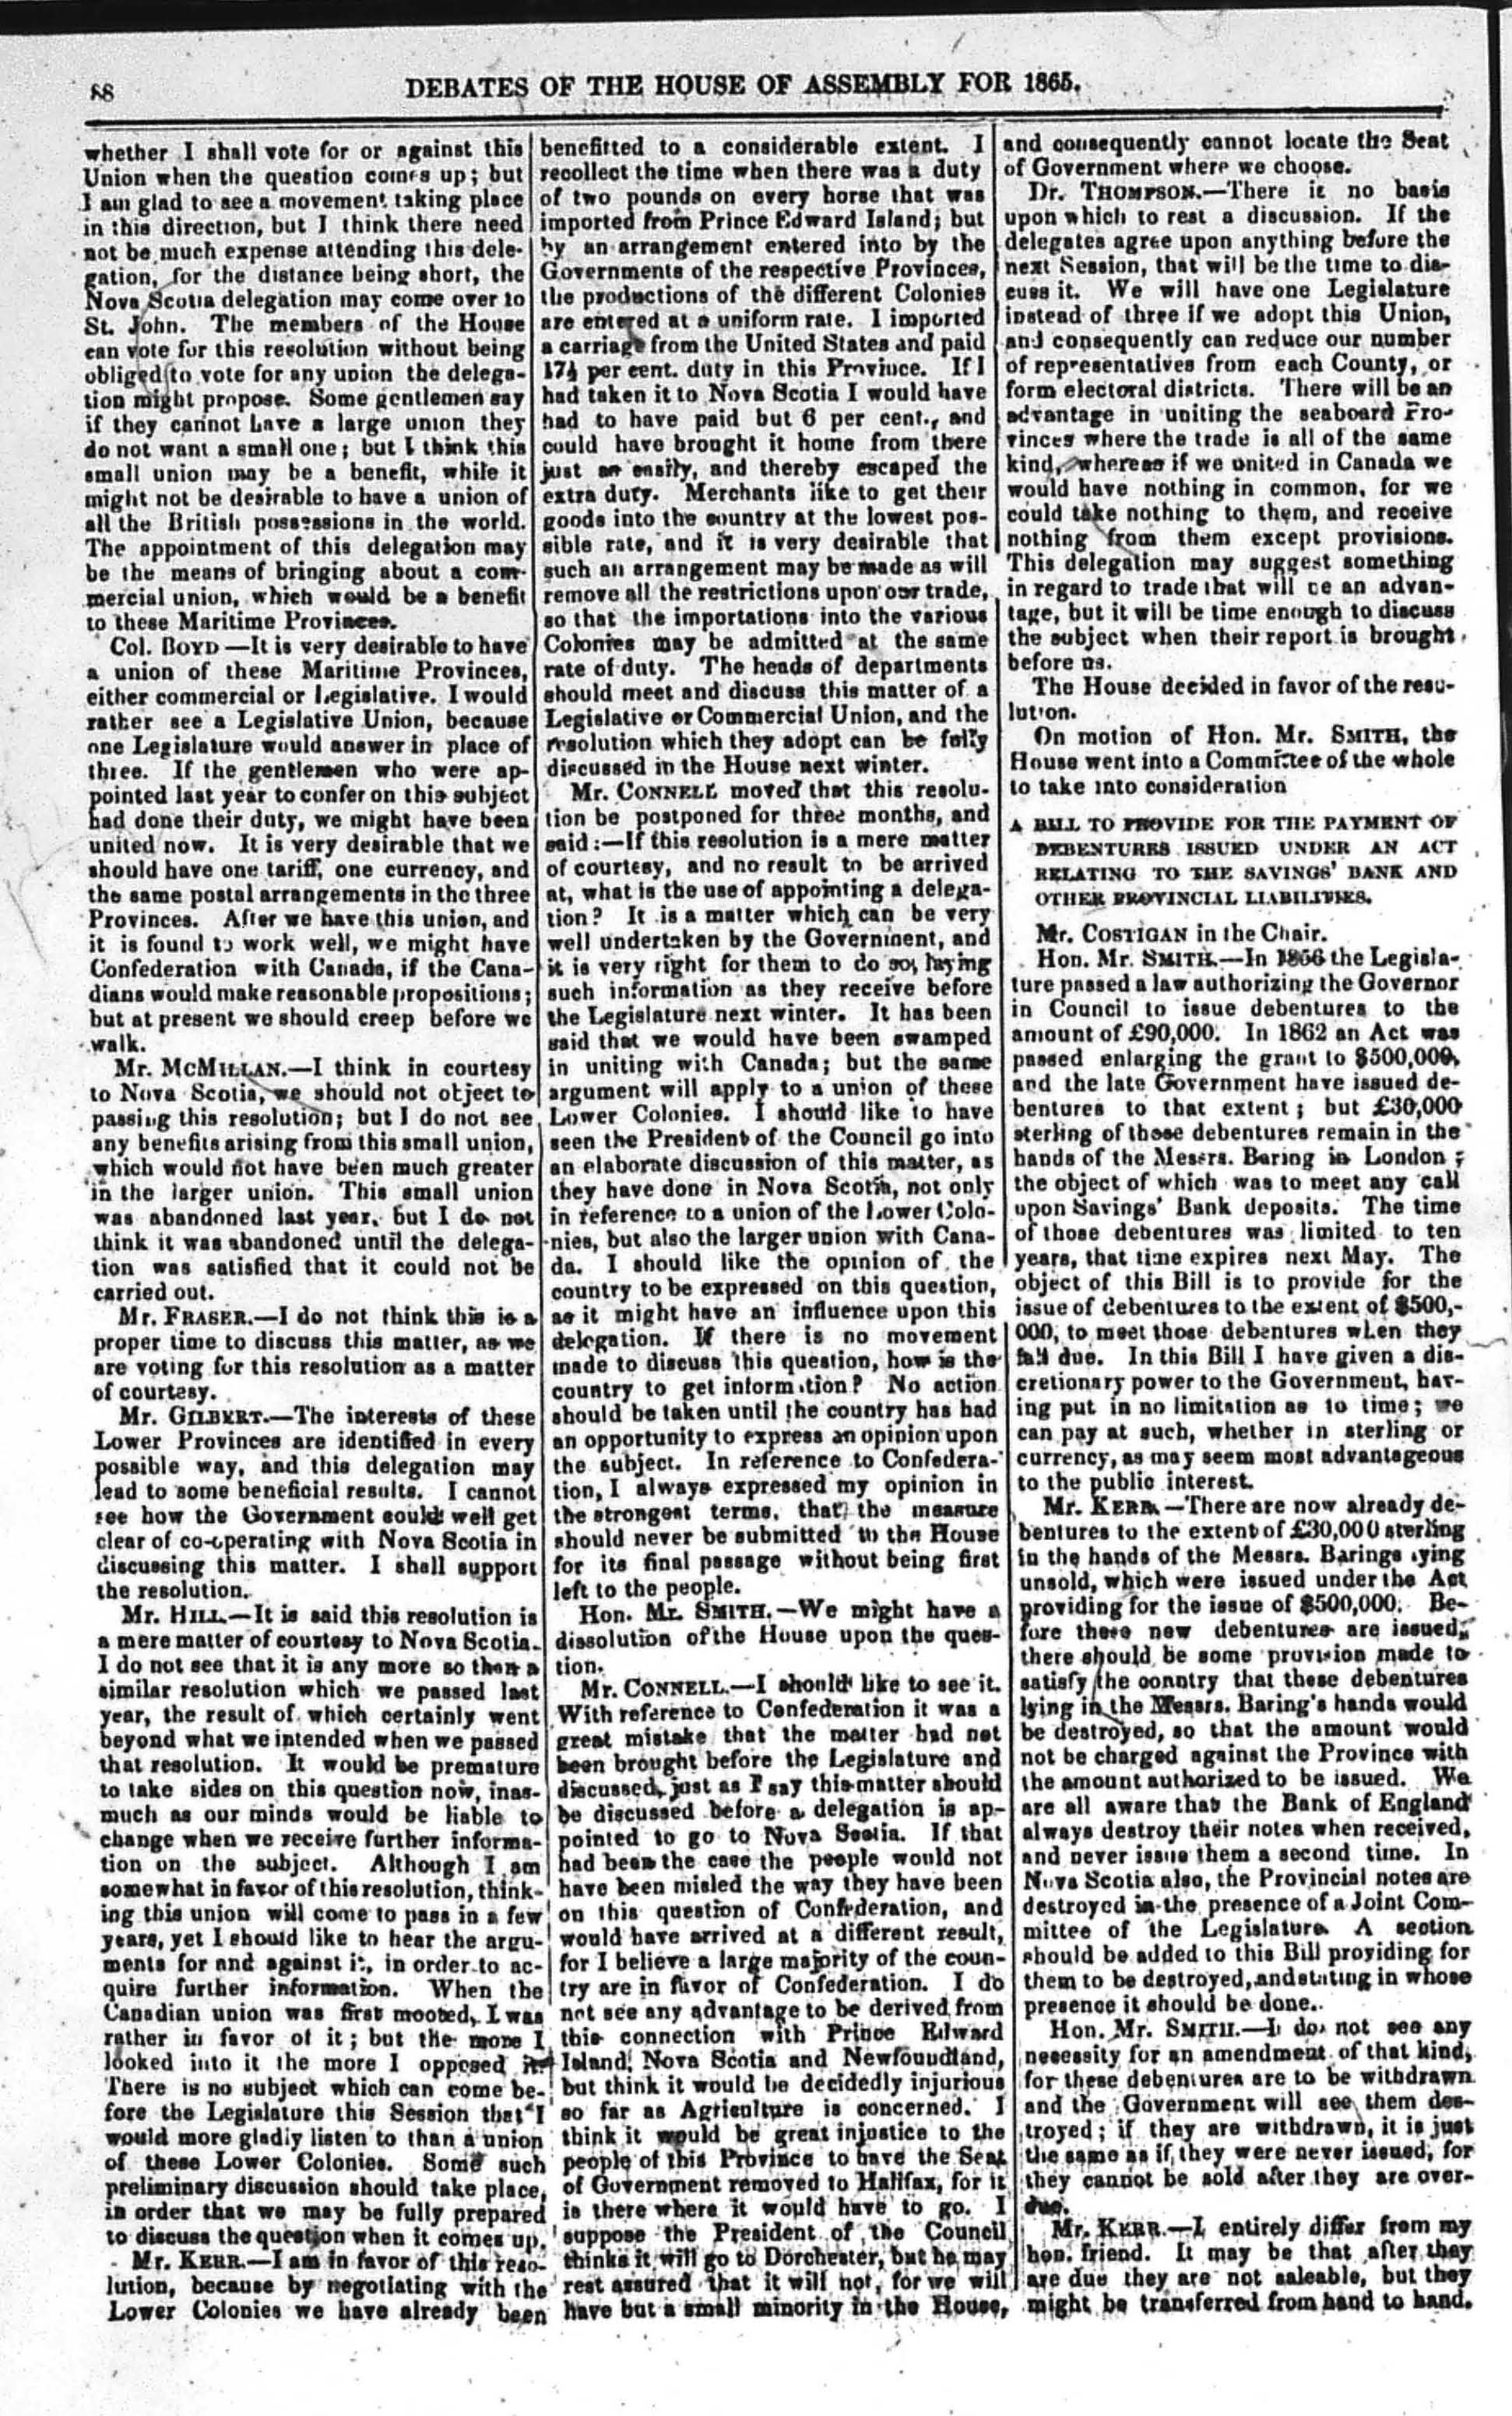 88
DEBATES OF THE HOUSE OF ASSEMBLY FOR 1865.
whether I shall vote for or against this
Union when the question comes up; but
I am glad to see a movement taking place
in this direction, but I think there need
not be much expense attending this dele-
gation, for the distance being short, the
Nova Scotia delegation may come over to
St. John. The members of the House
can vote for this resolution without being
obliged to vote for any union the delega-
tion might propose. Some gentlemen say
if they cannot have a large union they
do not want a small one; but I think this
small union may be a benefit, while it
might not be desirable to have a union of
all the British possessions in the world.
The appointment of this delegation may
be the means of bringing about a com-
mercial union, which would be a benefit
to these Maritime Provinces.
Col. BOYD—It is very desirable to have
a union of these Maritime Provinces,
either commercial or Legislative. I would
rather see a Legislative Union, because
one Legislature would answer in place of
three. If the gentlemen who were ap-
pointed last year to confer on this subject
had done their duty, we might have been
united now. It is very desirable that we
should have one tariff, one currency, and
the same postal arrangements in the three
Provinces. After we have this union, and
it is found to work well, we might have
Confederation with Canada, if the Cana-
dians would make reasonable propositions;
but at present we should creep before we
walk.
Mr. MCMILLAN.—I think in courtesy
to Nova Scotia, we should not object to
passing this resolution; but I do not see
any benefits arising from this small union,
which would not have been much greater
in the larger union. This small union
was abandoned last year, but I do not
think it was abandoned until the delega-
tion was satisfied that it could not be
carried out.
Mr. FRASER.—I do not think this is a
proper time to discuss this matter, as we
are voting for this resolution as a matter
of courtesy.
Mr. GILBERT.—The interests of these
Lower Provinces are identified in every
possible way, and this delegation may
lead to some beneficial results. I cannot
see how the Government could well get
clear of co-operating with Nova Scotia in
discussing this matter. I shall support
the resolution.
Mr. HILL.—It is said this resolution is
a mere matter of courtesy to Nova Scotia.
I do not see that it is any more so than a
similar resolution which we passed last
year, the result of which certainly went
beyond what we intended when we passed
that resolution. It would be premature
to take sides on this question now, inas-
much as our minds would be liable to
change when we receive further informa-
tion on the subject. Although I am
somewhat in favor of this resolution, think-
ing this union will come to pass in a few
years, yet I should like to hear the argu-
ments for and against it, in order to ac-
quire further information. When the
Canadian union was first mooted, I was
rather in favor of it; but the more I
looked into it the more I opposed it.
There is no subject which can come be-
fore the Legislature this Session that I
would more gladly listen to than a union
of these Lower Colonies. Some such
preliminary discussion should take place,
in order that we may be fully prepared
to discuss the question when it comes up.
Mr. KERR.—I am in favor of this reso-
lution, because by negotiating with the
Lower Colonies we have already been
benefitted to a considerable extent. I
recollect the time when there was a duty
of two pounds on every horse that was
imported from Prince Edward Island; but
by an arrangement entered into by the
Governments of the respective Provinces,
the productions of the different Colonies
are entered at a uniform rate. I imported
a carriage from the United States and paid
17½ per cent. duty in this Province. If I
had taken it to Nova Scotia I would have
had to have paid but 6 per cent., and
could have brought it home from there
just as easily, and thereby escaped the
extra duty. Merchants like to get their
goods into the country at the lowest pos-
sible rate, and it is very desirable that
such an arrangement may be made as will
remove all the restrictions upon our trade,
so that the importations into the various
Colonies may be admitted at the same
rate of duty. The heads of departments
should meet and discuss this matter of a
Legislative or Commercial Union, and the
resolution which they adopt can be fully
discussed in the House next winter.
Mr. CONNELL moved that this resolu-
tion be postponed for three months, and
said:—If this resolution is a mere matter
of courtesy, and no result to be arrived
at, what is the use of appointing a delega-
tion? It is a matter which can be very
well undertaken by the Government, and
it is very right for them to do so, laying
such information as they receive before
the Legislature next winter. It has been
said that we would have been swamped
in uniting with Canada; but the same
argument will apply to a union of these
Lower Colonies. I should like to have
seen the President of the Council go into
an elaborate discussion of this matter, as
they have done in Nova Scotia, not only
in reference to a union of the Lower Colo-
nies, but also the larger union with Cana-
da. I should like the opinion of the
country to be expressed on this question,
as it might have an influence upon this
delegation. If there is no movement
made to discuss this question, how is the
country to get information? No action
should be taken until the country has had
an opportunity to express an opinion upon
the subject. In reference to Confedera-
tion, I always expressed my opinion in
the strongest terms, that the measure
should never be submitted to the House
for its final passage without being first
left to the people.
Hon. Mr. SMITH.—We might have a
dissolution of the House upon the ques-
tion.
Mr. CONNELL.—I should like to see it.
With reference to Confederation it was a
great mistake that the matter had not
been brought before the Legislature and
discussed, just as I say this matter should
be discussed before a delegation is ap-
pointed to go to Nova Scotia. If that
had been the case the people would not
have been misled the way they have been
on this question of Confederation, and
would have arrived at a different result,
for I believe a large majority of the coun-
try are in favor of Confederation. I do
not see any advantage to be derived from
this connection with Prince Edward
Island, Nova Scotia and Newfoundland,
but think it would be decidedly injurious
so far as Agriculture is concerned. I
think it would be great injustice to the
people of this Province to have the Seat
of Government removed to Halifax, for it
is there where it would have to go. I
suppose the President of the Council
thinks it will go to Dorchester, but he may
rest assured that it will not, for we will
have but a small minority in the House,
and consequently cannot locate the Seat
of Government where we choose.
Dr. THOMPSON.—There is no basis
upon which to rest a discussion. If the
delegates agree upon anything before the
next Session, that will be the time to dis-
cuss it. We will have one Legislature
instead of three if we adopt this Union,
and consequently can reduce our number
of representatives from each County, or
form electoral districts. There will be an
advantage in uniting the seaboard Pro-
vinces where the trade is all of the same
kind, whereas if we united in Canada we
would have nothing in common, for we
could take nothing to them, and receive
nothing from them except provisions.
This delegation may suggest something
in regard to trade that will be an advan-
tage, but it will be time enough to discuss
the subject when their report is brought
before us.
The House decided in favor of the resu-
lution.
On motion of Hon. Mr. SMITH, the
House went into a Committee of the whole
to take into consideration
A BILL TO PROVIDE FOR THE PAYMENT OF
DEBENTURES ISSUED UNDER AN ACT
RELATING TO THE SAVINGS' BANK AND
OTHER PROVINCIAL LIABILITIES.
Mr. COSTIGAN in the Chair.
Hon. Mr. SMITH.—In 1856 the Legisla-
ture passed a law authorizing the Governor
in Council to issue debentures to the
amount of £90,000. In 1862 an Act was
passed enlarging the grant to $500,000,
and the late Government have issued de-
bentures to that extent; but £30,000
sterling of those debentures remain in the
hands of the Messrs. Baring in London;
the object of which was to meet any call
upon Savings' Bank deposits. The time
of those debentures was limited to ten
years, that time expires next May. The
object of this Bill is to provide for the
issue of debentures to the extent of $500,-
000, to meet those debentures when they
fall due. In this Bill I have given a dis-
cretionary power to the Government, hav-
ing put in no limitation as to time; we
can pay at such, whether in sterling or
currency, as may seem most advantageous
to the public interest.
Mr. KERR.—There are now already de-
bentures to the extent of £30,000 sterling
in the hands of the Messrs. Barings lying
unsold, which were issued under the Act
providing for the issue of $500,000. Be-
fore these new debentures are issued,
there should be some provision made to
satisfy the country that these debentures
lying in the Messrs. Baring's hands would
be destroyed, so that the amount would
not be charged against the Province with
the amount authorized to be issued. We
are all aware that the Bank of England
always destroy their notes when received,
and never issue them a second time. In
Nova Scotia also, the Provincial notes are
destroyed in the presence of a Joint Com-
mittee of the Legislature. A section
should be added to this Bill providing for
them to be destroyed, and stating in whose
presence it should be done.
Hon. Mr. SMITH.—I do not see any
necessity for an amendment of that kind,
for these debentures are to be withdrawn
and the Government will see them des-
troyed; if they are withdrawn, it is just
the same as if they were never issued, for
they cannot be sold after they are over-
due.
Mr. KERR.—I entirely differ from my
hon. friend. It may be that after they
are due they are not saleable, but they
might be transferred from hand to hand.